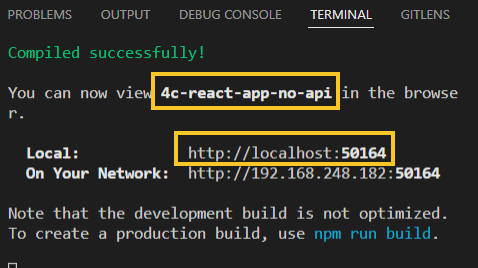 PROBLEMS OUTPUT DEBUG CONSOLE TERMINAL GITLENS
Compiled successfully!
You can now view 4c-react-app-no-api in the browse
r.
Local: http://localhost:50164
On Your Network: http://192.168.248.182:50164
Note that the development build is not optimized.
To create a production build, use npm run build.